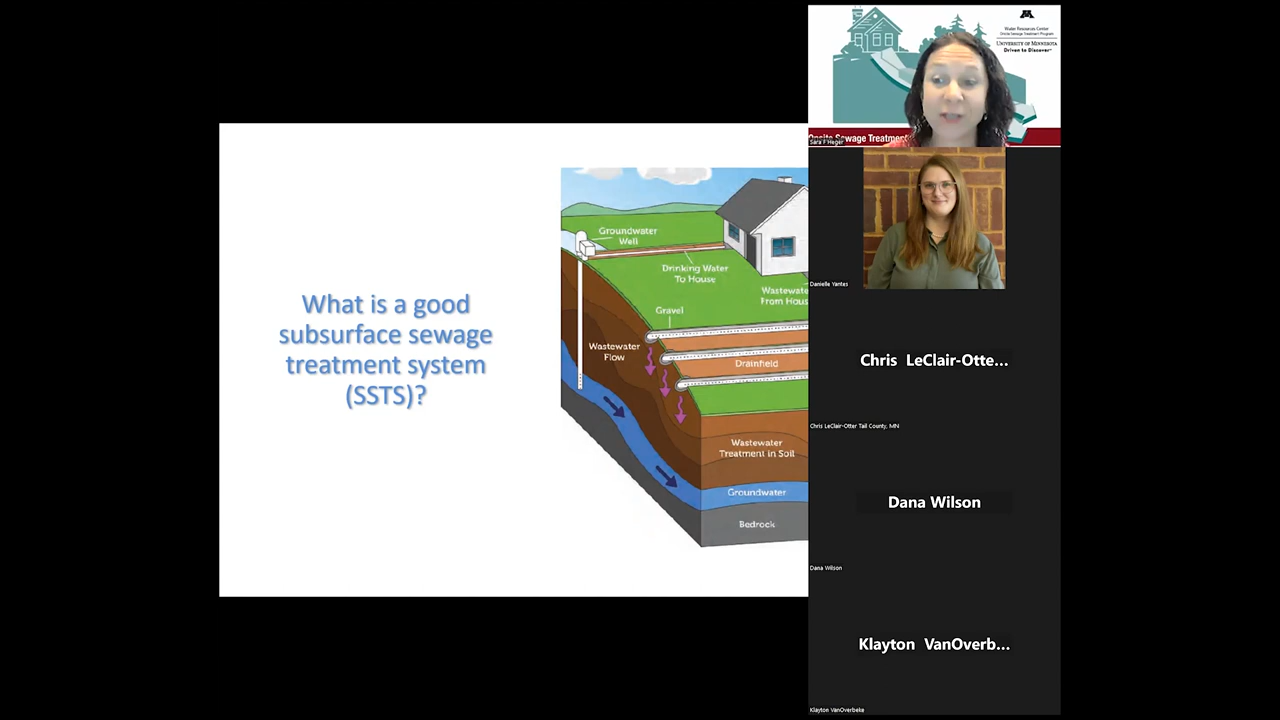 What is a good
subsurface sewage
treatment system
(SSTS)?
Groundwater
Well
Drinking Water
To House
Wastewater
From Hous
Gravel
Wastewater
Flow
Drainfield
Wastewater
Treatment in Soil
Groundwater
Bedrock
Water Resources Center
Onsite Sewage Treatment Program
UNIVERSITY OF MINNESOTA
Driven to Discover
Onsite Sewage Treatment
Sara F Heger
Danielle Yantes
Chris LeClair-Otte...
Chris LeClair-Otter Tail County, MN
Dana Wilson
Dana Wilson
Klayton VanOverb...
Klayton VanOverbeke